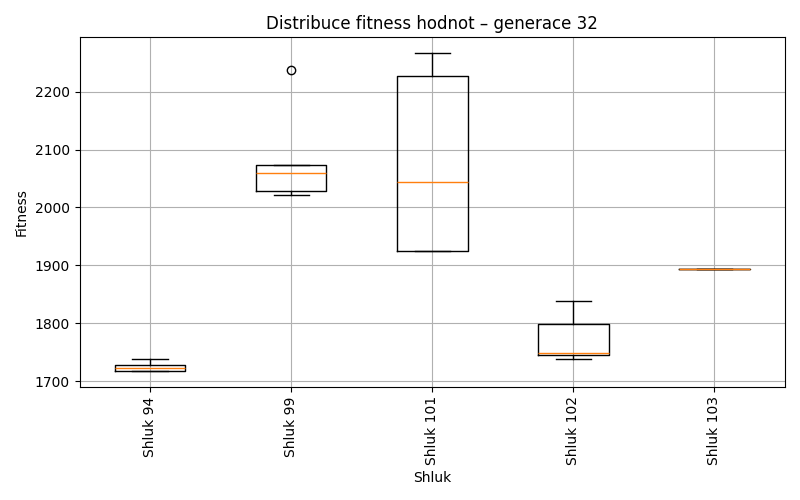 Distribuce fitness hodnot – generace 32
2200
2100
2000
1900
1800
1700
Fitness
Shluk 94
Shluk 99
Shluk 101
Shluk 102
Shluk 103
Shluk